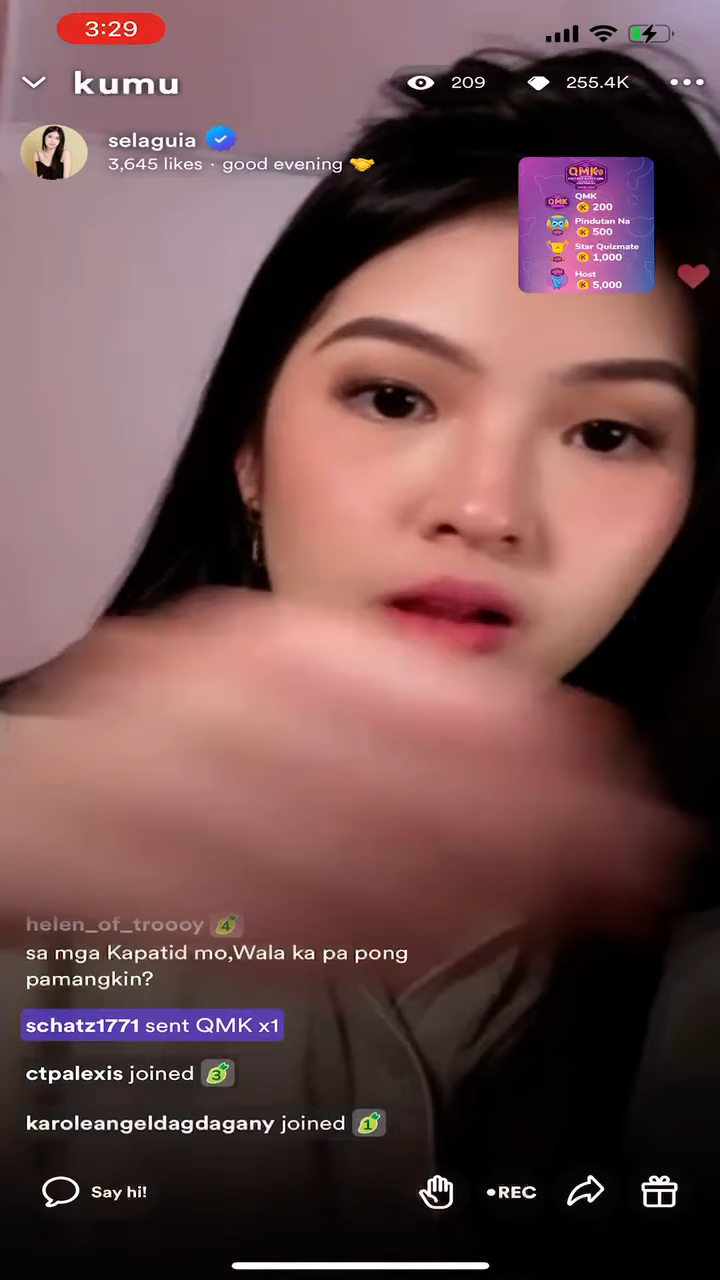 3:29
kumu
209
255.4K
selaguia
3,645 likes · good evening 🤝
QMK
QMK
QMK
200
Pindutan Na
500
Star Quizmate
1,000
Host
5,000
helen_of_troooy 4
sa mga Kapatid mo,Wala ka pa pong
pamangkin?
schatz1771 sent QMK x1
ctpalexis joined 3
karoleangeldagdagany joined 1
Say hi!
•REC